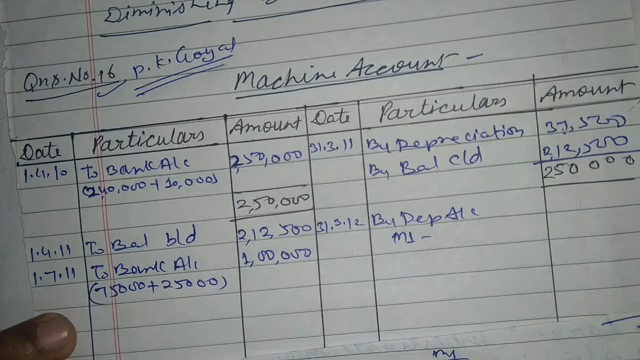 Diminishing
Qns.No.16 P.K. Goyal
Machine Account -
Date Particulars Amount Date Particulars Amount
1.4.10 To Bank A/c 2,50,000 31.3.11 By Depreciation 37,500
(240,000+10,000) By Bal c/d 2,12,500
2,50,000 250000
1.4.11 To Bal b/d 2,12,500 31.3.12 By Dep A/c
1.7.11 To Bank A/c 1,00,000 M1 -
(75000+25000)
M1